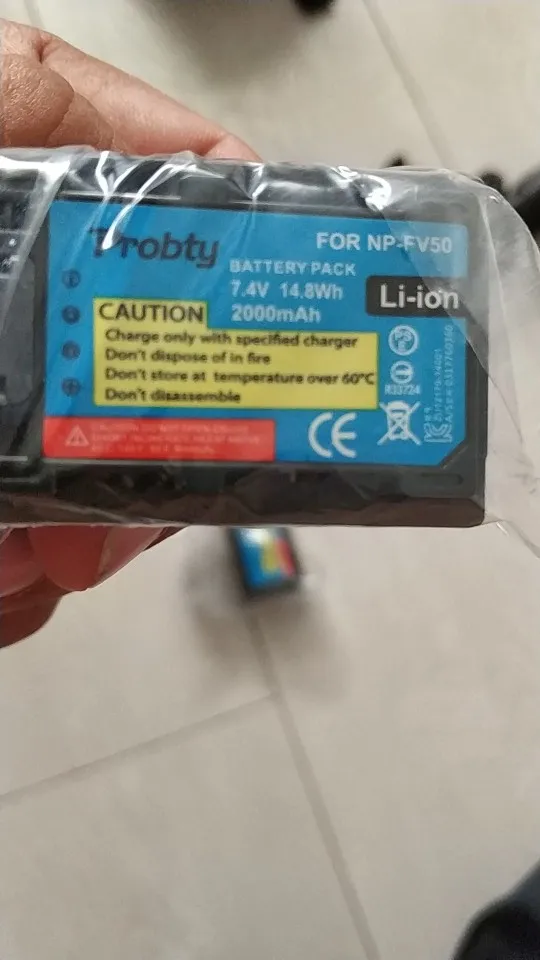 Probty
FOR NP-FV50
BATTERY PACK
7.4V 14.8Wh
Li-ion
2000mAh
CAUTION
Charge only with specified charger
Don't dispose of in fire
Don't store at temperature over 60°C
Don't disassemble
R33724
CE